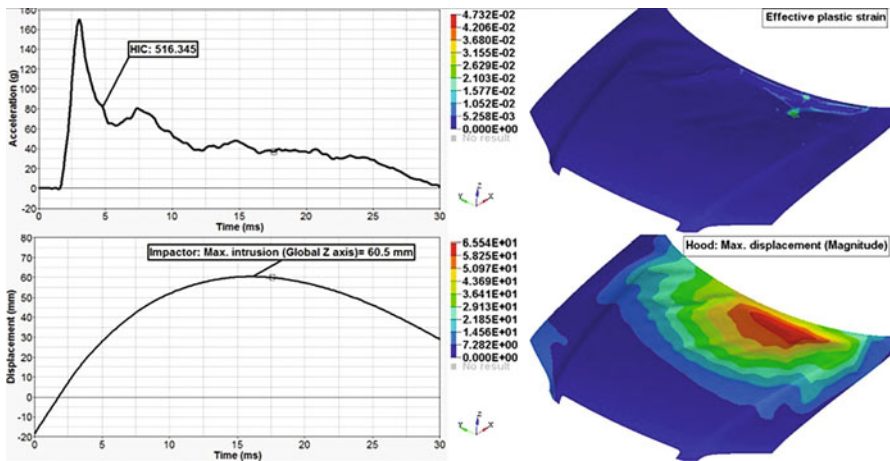 180
160
140
120
100
80
60
40
20
0
-20
Acceleration (g)
HIC: 516.345
0 5 10 15 20 25 30
Time (ms)
4.732E-02
4.206E-02
3.680E-02
3.155E-02
2.629E-02
2.103E-02
1.577E-02
1.052E-02
5.258E-03
0.000E+00
No result
Effective plastic strain
Z
Y X
80
70
60
50
40
30
20
10
0
-10
-20
Displacement (mm)
Impactor: Max. intrusion (Global Z axis)= 60.5 mm
0 5 10 15 20 25 30
Time (ms)
6.554E+01
5.825E+01
5.097E+01
4.369E+01
3.641E+01
2.913E+01
2.185E+01
1.456E+01
7.282E+00
0.000E+00
No result
Hood: Max. displacement (Magnitude)
Z
Y X